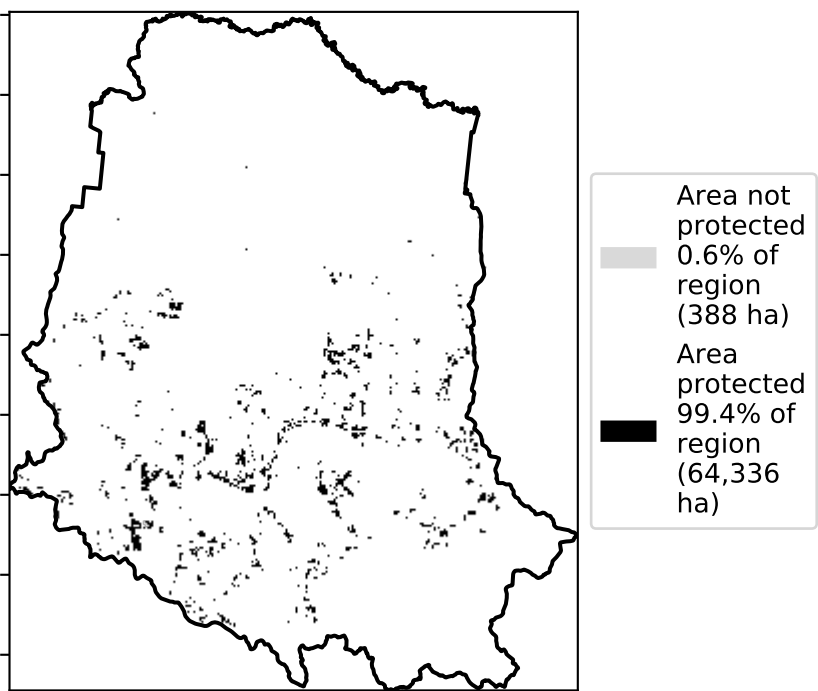 Area not
protected
0.6% of
region
(388 ha)
Area
protected
99.4% of
region
(64,336
ha)